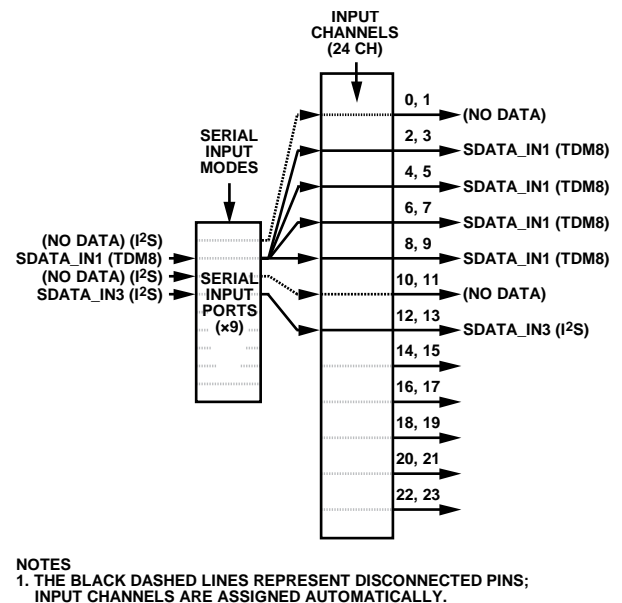 INPUT
CHANNELS
(24 CH)
SERIAL
INPUT
MODES
(NO DATA) (I²S)
SDATA_IN1 (TDM8)
(NO DATA) (I²S)
SDATA_IN3 (I²S)
SERIAL
INPUT
PORTS
(×9)
0, 1
(NO DATA)
2, 3
SDATA_IN1 (TDM8)
4, 5
SDATA_IN1 (TDM8)
6, 7
SDATA_IN1 (TDM8)
8, 9
SDATA_IN1 (TDM8)
10, 11
(NO DATA)
12, 13
SDATA_IN3 (I²S)
14, 15
16, 17
18, 19
20, 21
22, 23
NOTES
1. THE BLACK DASHED LINES REPRESENT DISCONNECTED PINS;
INPUT CHANNELS ARE ASSIGNED AUTOMATICALLY.